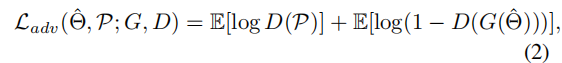 ℒ_adv(Θ̂, 𝒫; G, D) = 𝔼[log D(𝒫)] + 𝔼[log(1 − D(G(Θ̂)))],
(2)